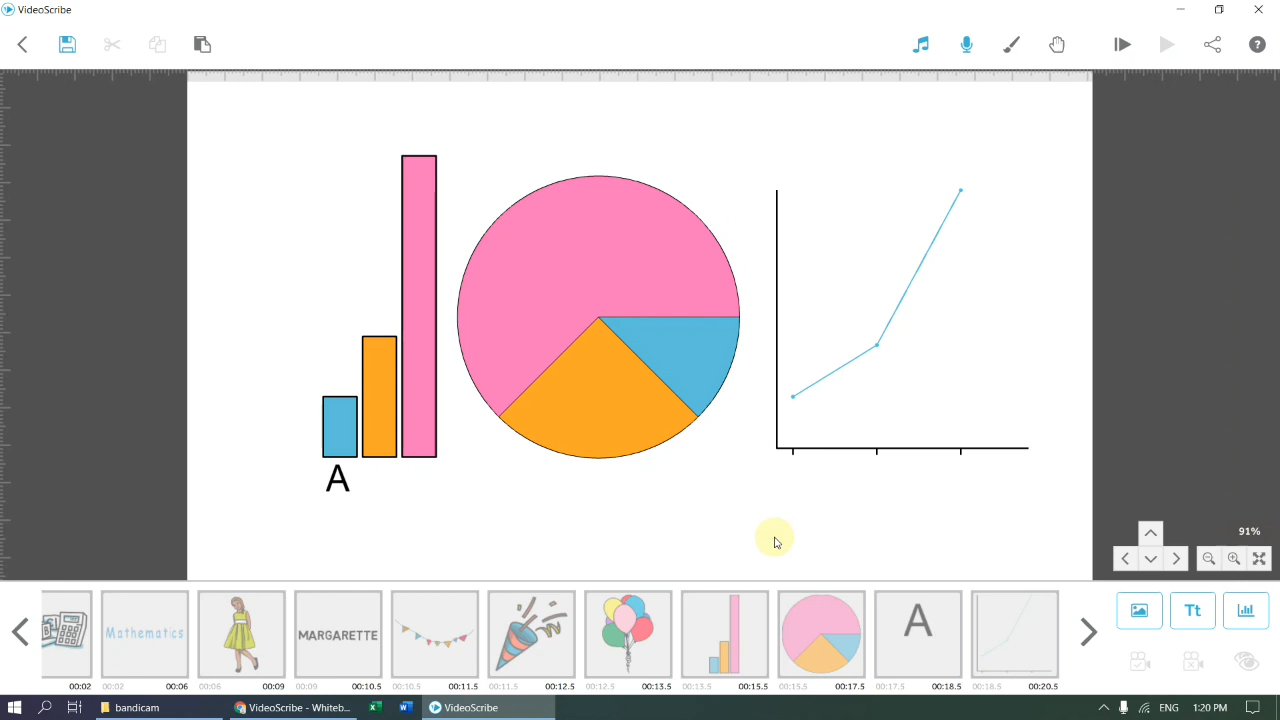 VideoScribe
A
91%
Mathematics
MARGARETTE
A
00:02
00:02
00:06
00:06
00:09
00:09
00:10.5
00:10.5
00:11.5
00:11.5
00:12.5
00:12.5
00:13.5
00:13.5
00:15.5
00:15.5
00:17.5
00:17.5
00:18.5
00:18.5
00:20.5
Tt
bandicam
VideoScribe - Whiteb...
VideoScribe
ENG
1:20 PM